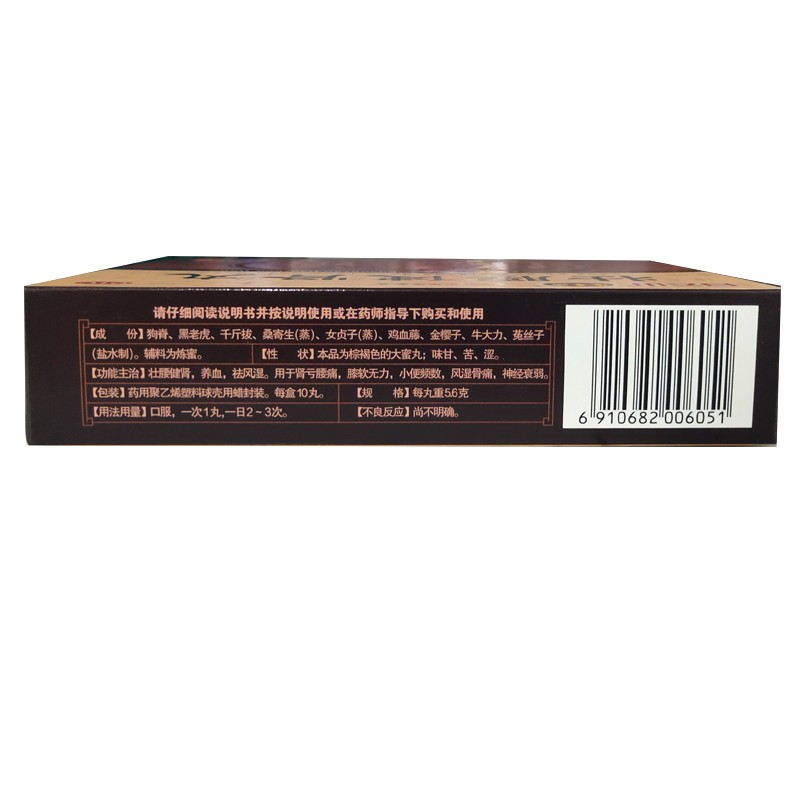 请仔细阅读说明书并按说明使用或在药师指导下购买和使用
【成 份】狗脊、黑老虎、千斤拔、桑寄生(蒸)、女贞子(蒸)、鸡血藤、金樱子、牛大力、菟丝子
(盐水制)。辅料为炼蜜。 【性 状】本品为棕褐色的大蜜丸；味甘、苦、涩。
【功能主治】壮腰健肾，养血，祛风湿。用于肾亏腰痛，膝软无力，小便频数，风湿骨痛，神经衰弱。
【包装】药用聚乙烯塑料球壳用蜡封装。每盒10丸。 【规 格】每丸重5.6克
【用法用量】口服，一次1丸，一日2~3次。 【不良反应】尚不明确。
6 910682 006051